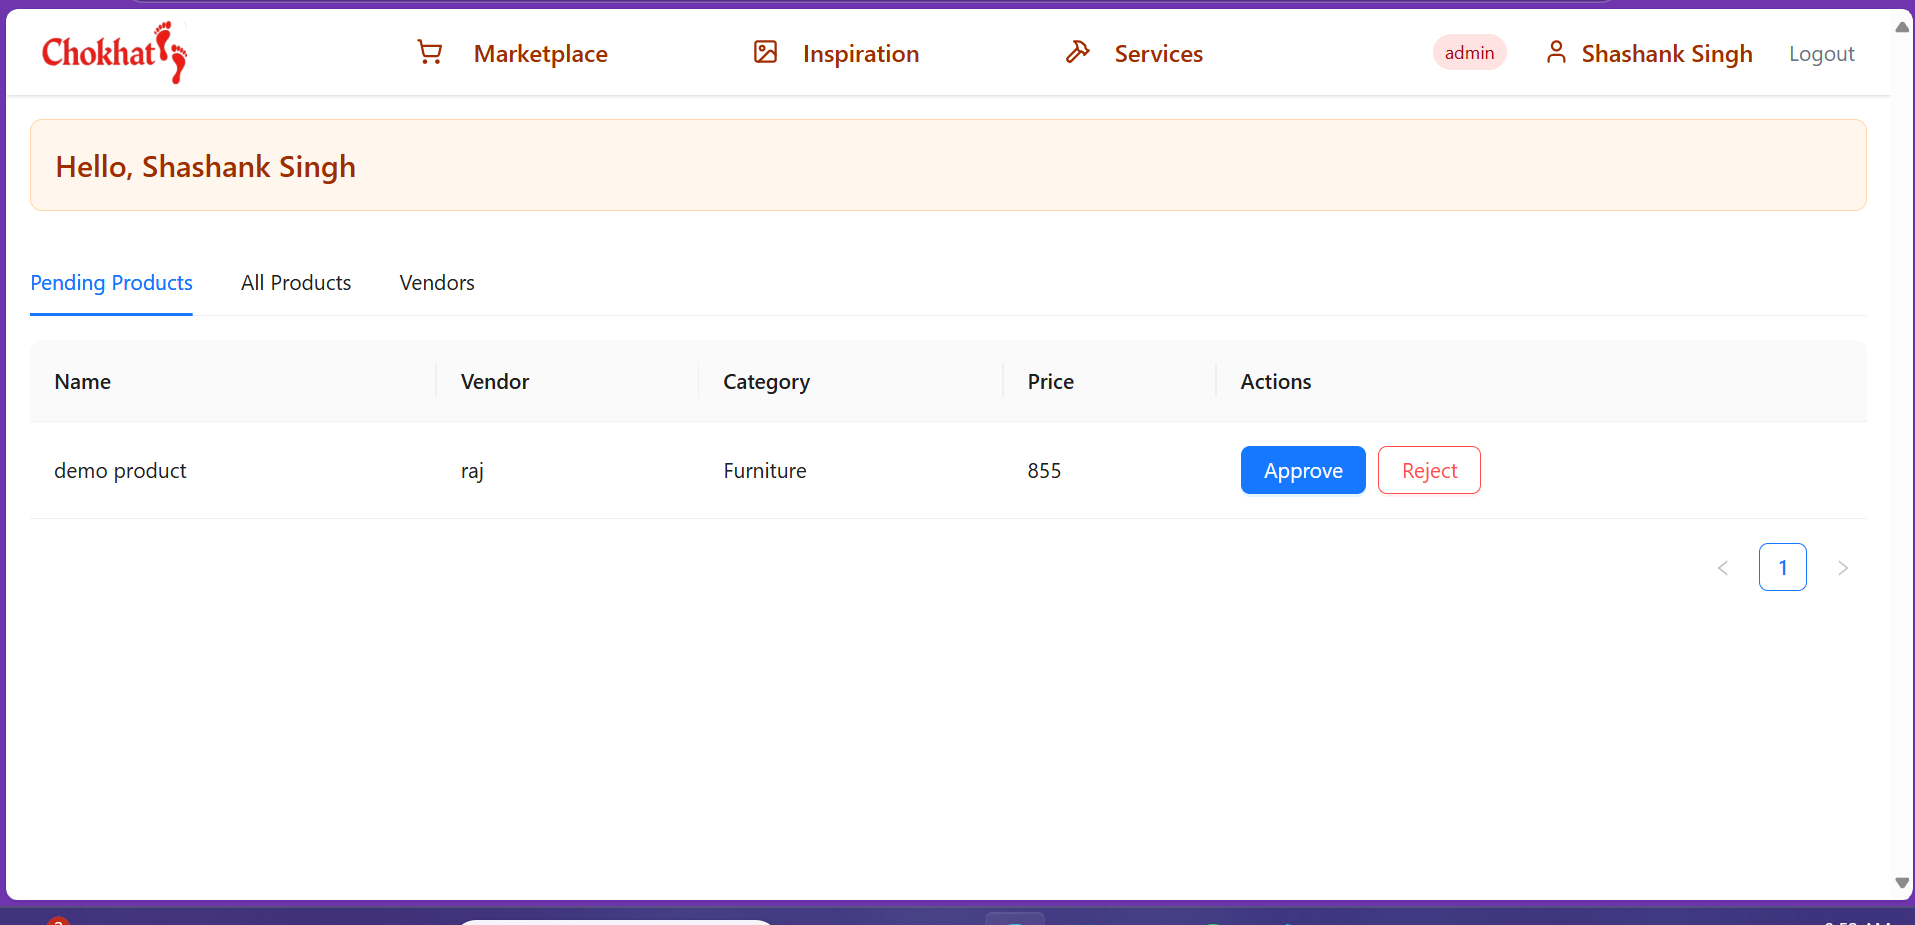 Chokhat
Marketplace
Inspiration
Services
admin
Shashank Singh
Logout
Hello, Shashank Singh
Pending Products
All Products
Vendors
Name Vendor Category Price Actions
demo product raj Furniture 855 Approve Reject
1